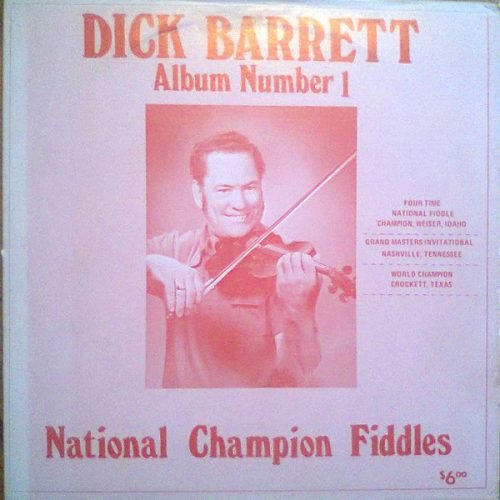 DICK BARRETT
Album Number 1
FOUR TIME
NATIONAL FIDDLE
CHAMPION, WEISER, IDAHO
GRAND MASTERS INVITATIONAL
NASHVILLE, TENNESSEE
WORLD CHAMPION
CROCKETT, TEXAS
National Champion Fiddles
$6.00